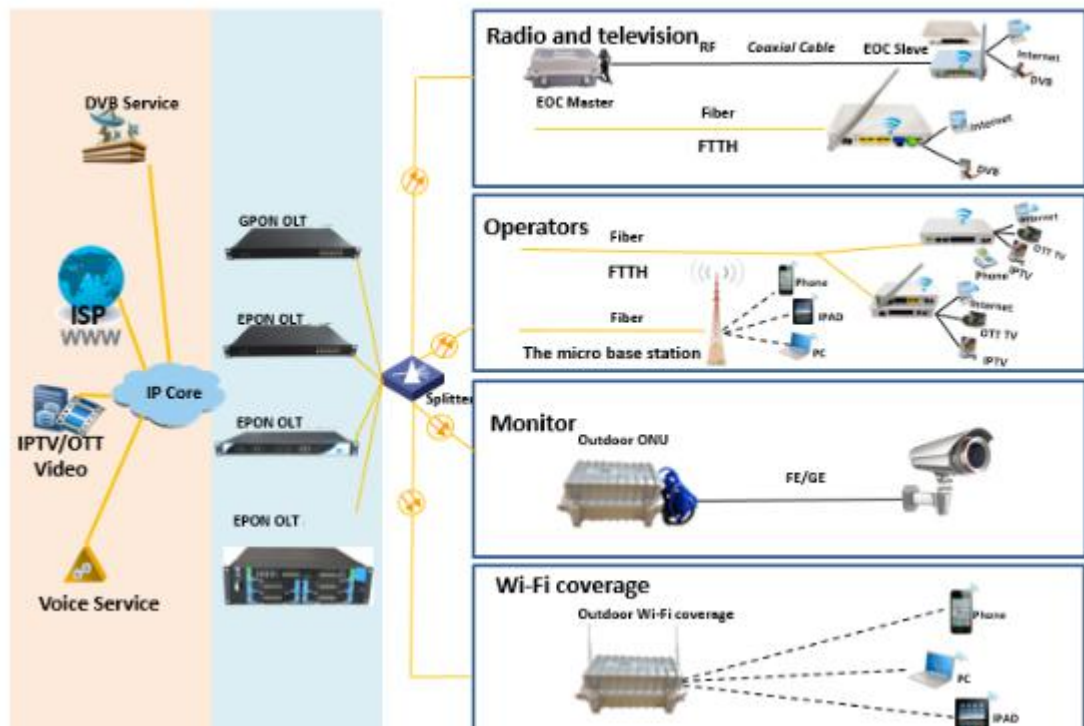 DVB Service
ISP
WWW
IP Core
IPTV/OTT
Video
Voice Service
GPON OLT
EPON OLT
EPON OLT
EPON OLT
Splitter
Radio and television
RF
Coaxial Cable
EOC Slave
EOC Master
Internet
DVB
Fiber
FTTH
Internet
DVB
Operators
Fiber
FTTH
Internet
OTT TV
IPTV
Phone
Fiber
The micro base station
Phone
IPAD
PC
Internet
OTT TV
IPTV
Monitor
Outdoor ONU
FE/GE
Wi-Fi coverage
Outdoor Wi-Fi coverage
Phone
PC
IPAD